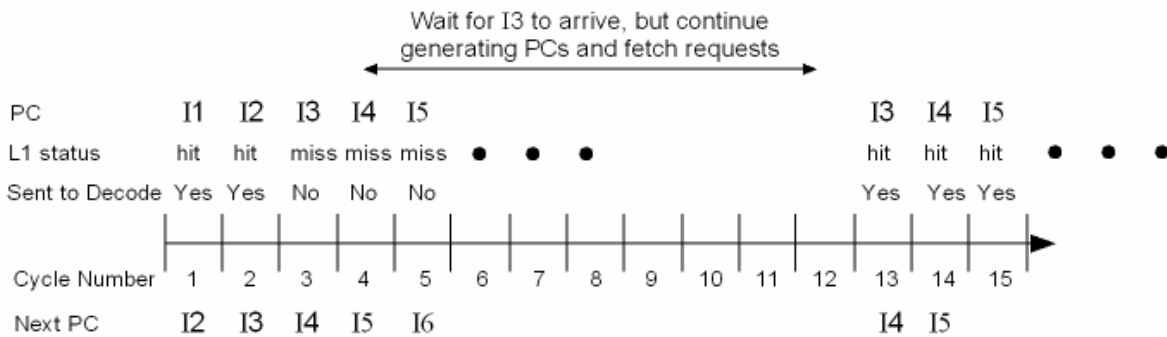 Wait for I3 to arrive, but continue
generating PCs and fetch requests
PC I1 I2 I3 I4 I5 I3 I4 I5
L1 status hit hit miss miss miss hit hit hit
Sent to Decode Yes Yes No No No Yes Yes Yes
Cycle Number 1 2 3 4 5 6 7 8 9 10 11 12 13 14 15
Next PC I2 I3 I4 I5 I6 I4 I5